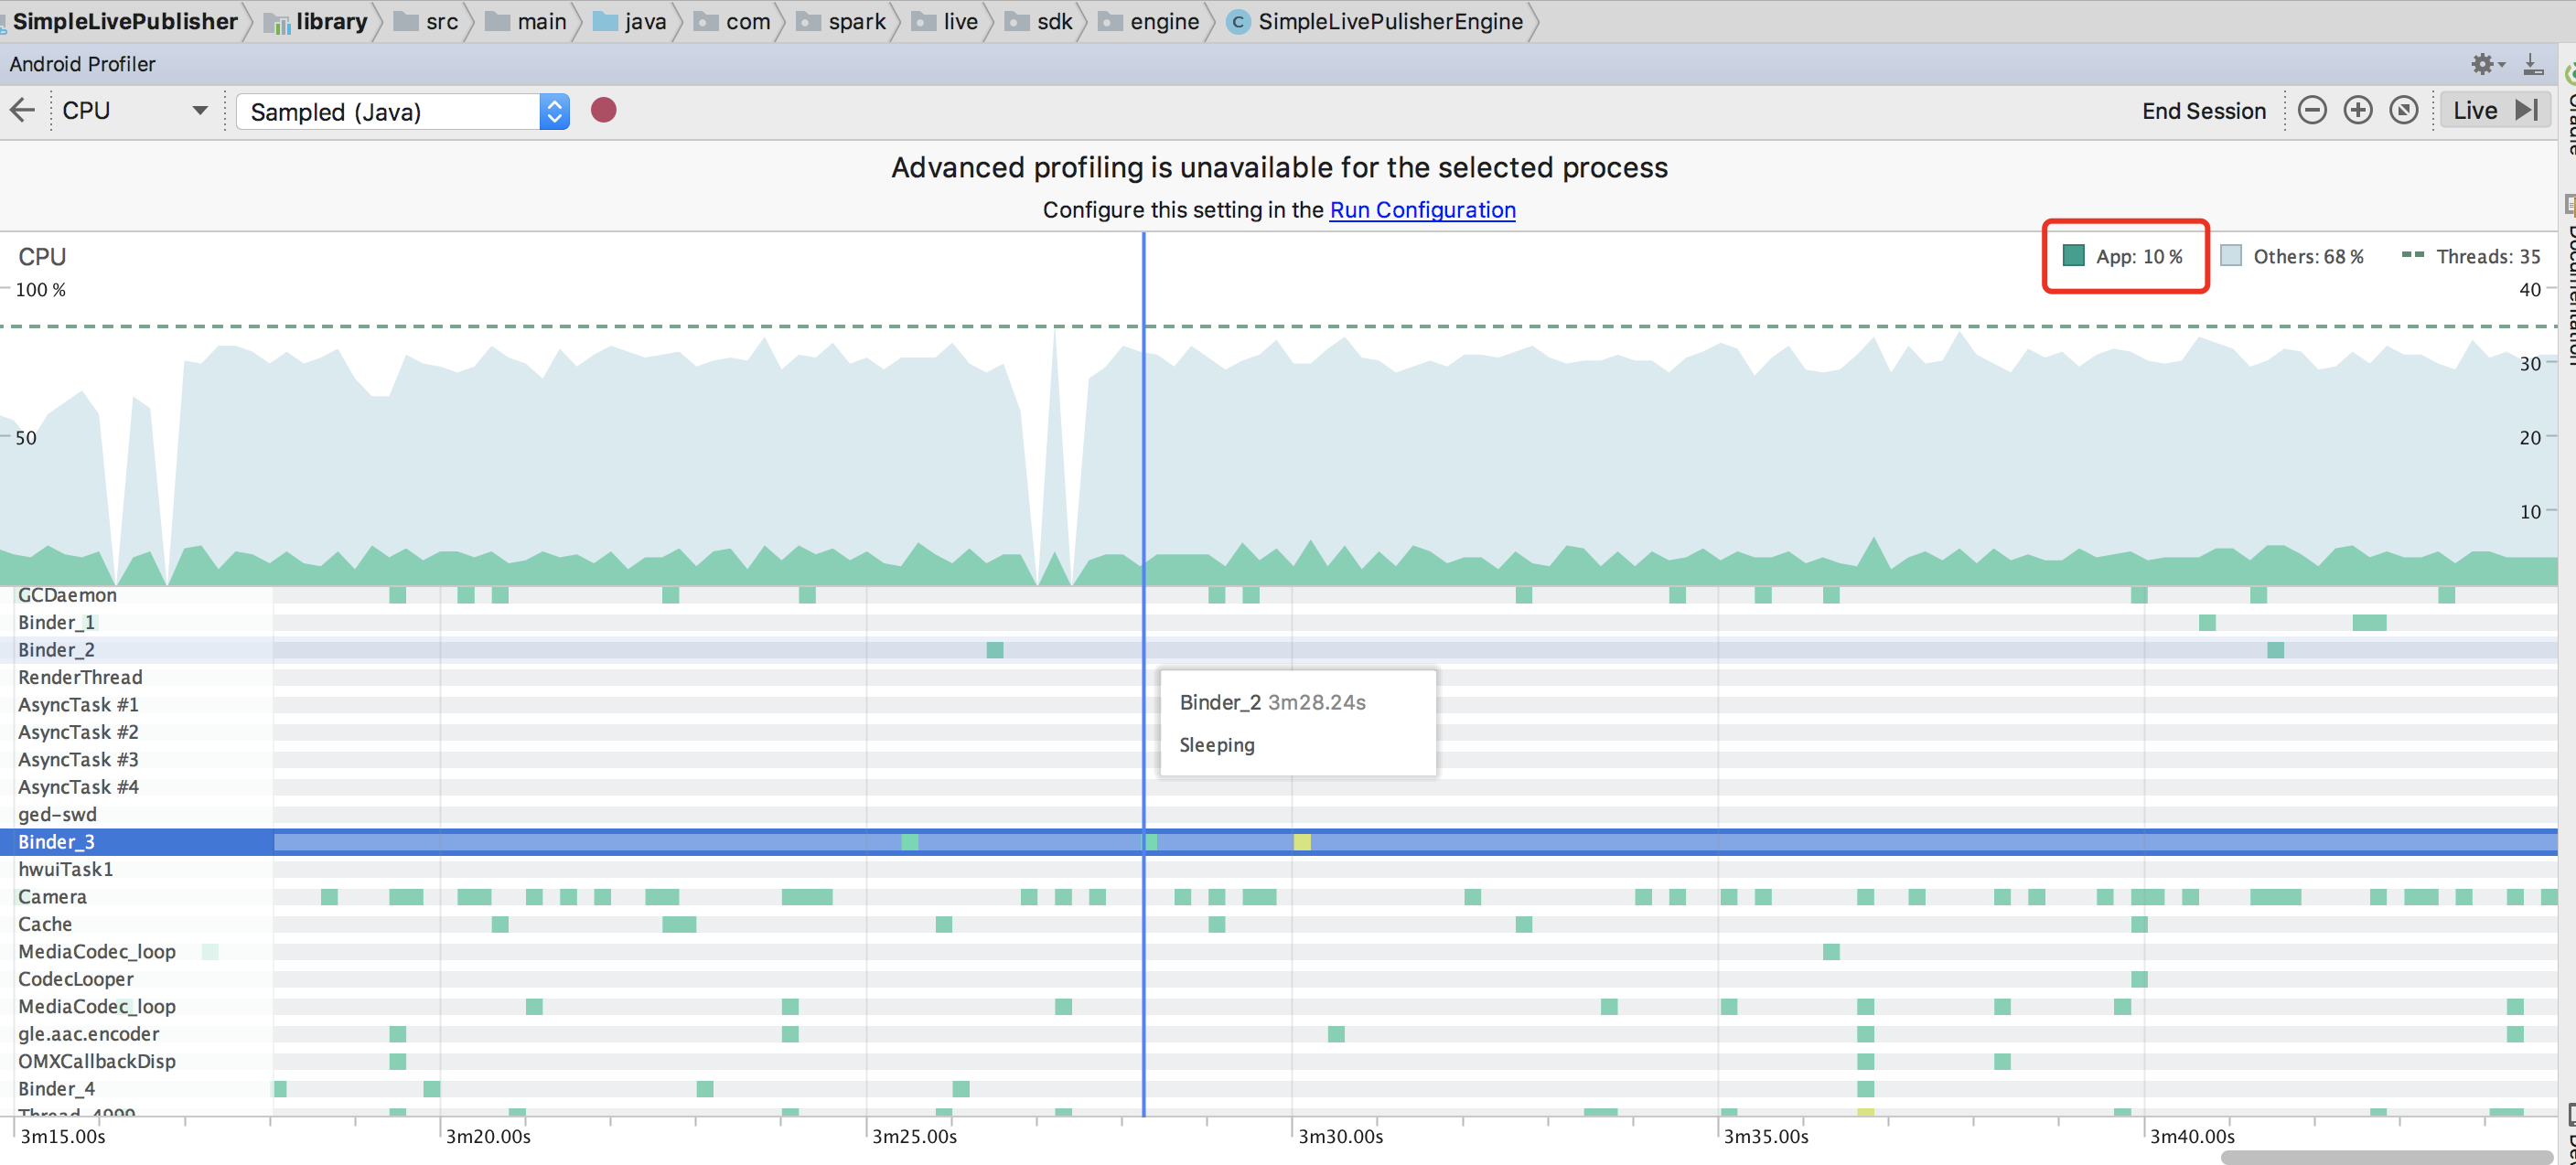 SimpleLivePublisher library src main java com spark live sdk engine C SimpleLivePulisherEngine
Android Profiler
CPU Sampled (Java) End Session Live
Advanced profiling is unavailable for the selected process
Configure this setting in the Run Configuration
CPU App: 10 % Others: 68 % Threads: 35
100 % 40
30
50 20
10
GCDaemon
Binder_1
Binder_2
RenderThread
Binder_2 3m28.24s
AsyncTask #1
AsyncTask #2
Sleeping
AsyncTask #3
AsyncTask #4
ged-swd
Binder_3
hwuiTask1
Camera
Cache
MediaCodec_loop
CodecLooper
MediaCodec_loop
gle.aac.encoder
OMXCallbackDisp
Binder_4
3m15.00s 3m20.00s 3m25.00s 3m30.00s 3m35.00s 3m40.00s